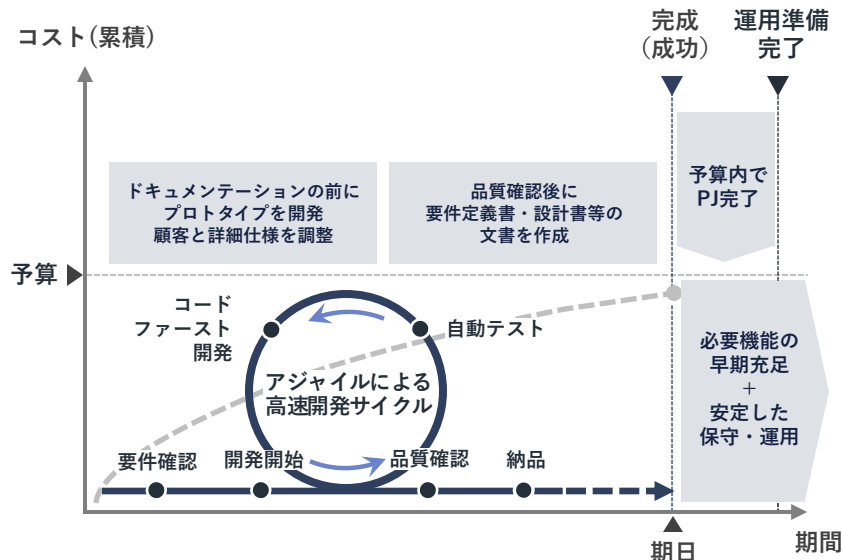 コスト(累積)
完成
(成功)
運用準備
完了
ドキュメンテーションの前に
プロトタイプを開発
顧客と詳細仕様を調整
品質確認後に
要件定義書・設計書等の
文書を作成
予算内で
PJ完了
予算
コード
ファースト
開発
自動テスト
アジャイルによる
高速開発サイクル
必要機能の
早期充足
+
安定した
保守・運用
要件確認
開発開始
品質確認
納品
期日
期間